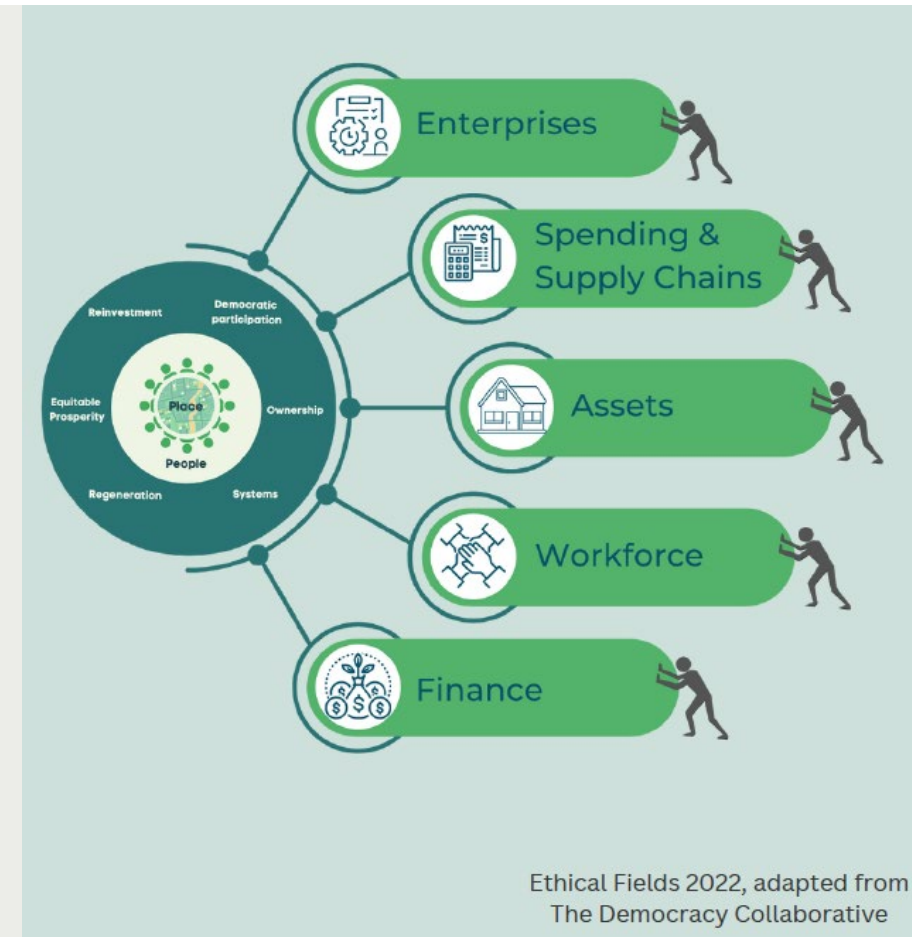 Enterprises
Spending &
Supply Chains
Assets
Workforce
Finance
Reinvestment
Democratic
participation
Equitable
Prosperity
Ownership
Regeneration
Systems
Place
People
Ethical Fields 2022, adapted from
The Democracy Collaborative